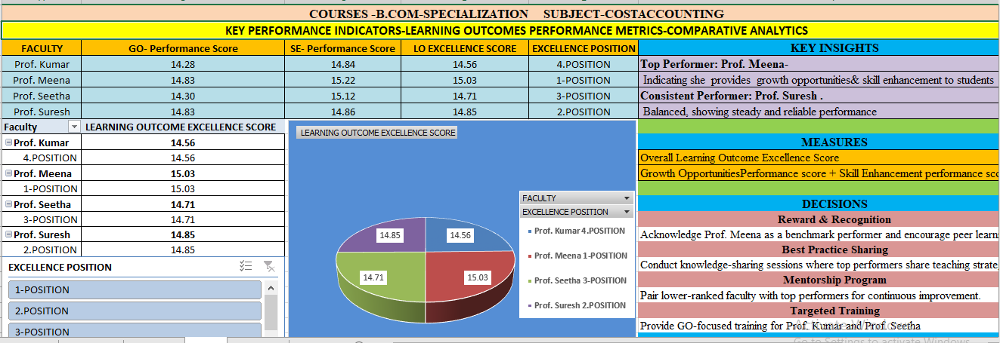 COURSES -B.COM-SPECIALIZATION SUBJECT-COSTACCOUNTING
KEY PERFORMANCE INDICATORS-LEARNING OUTCOMES PERFORMANCE METRICS-COMPARATIVE ANALYTICS
FACULTY GO- Performance Score SE- Performance Score LO EXCELLENCE SCORE EXCELLENCE POSITION KEY INSIGHTS
Prof. Kumar 14.28 14.84 14.56 4.POSITION Top Performer: Prof. Meena-
Prof. Meena 14.83 15.22 15.03 1-POSITION Indicating she provides growth opportunities& skill enhancement to students
Prof. Seetha 14.30 15.12 14.71 3-POSITION Consistent Performer: Prof. Suresh .
Prof. Suresh 14.83 14.86 14.85 2.POSITION Balanced, showing steady and reliable performance
Faculty LEARNING OUTCOME EXCELLENCE SCORE
Prof. Kumar 14.56
4.POSITION 14.56
Prof. Meena 15.03
1-POSITION 15.03
Prof. Seetha 14.71
3-POSITION 14.71
Prof. Suresh 14.85
2.POSITION 14.85
EXCELLENCE POSITION
1-POSITION
2.POSITION
3-POSITION
LEARNING OUTCOME EXCELLENCE SCORE
14.85 14.56
14.71 15.03
FACULTY
EXCELLENCE POSITION
Prof. Kumar 4.POSITION
Prof. Meena 1-POSITION
Prof. Seetha 3-POSITION
Prof. Suresh 2.POSITION
MEASURES
Overall Learning Outcome Excellence Score
Growth OpportunitiesPerformance score + Skill Enhancement performance sco
DECISIONS
Reward & Recognition
Acknowledge Prof. Meena as a benchmark performer and encourage peer learn
Best Practice Sharing
Conduct knowledge-sharing sessions where top performers share teaching strate
Mentorship Program
Pair lower-ranked faculty with top performers for continuous improvement.
Targeted Training
Provide GO-focused training for Prof. Kumar and Prof. Seetha
Activate Windows
Go to Settings to activate Windows.